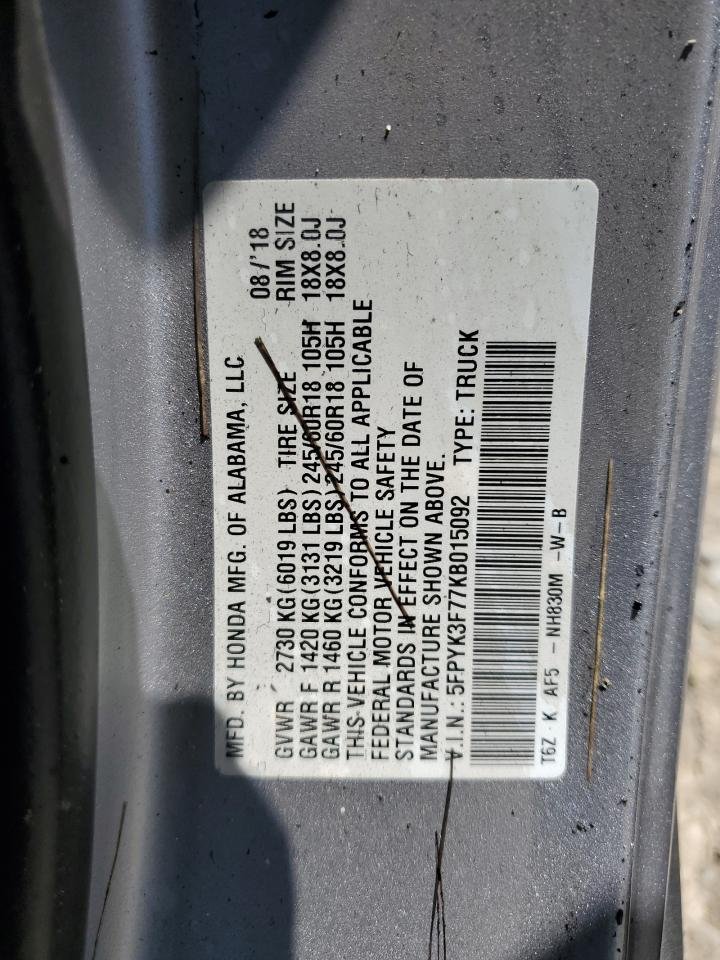 MFD. BY HONDA MFG. OF ALABAMA, LLC 08/'18
GVWR 2730 KG(6019 LBS) TIRE SIZE RIM SIZE
GAWR F 1420 KG(3131 LBS) 245/60R18 105H 18X8.0J
GAWR R 1460 KG(3219 LBS) 245/60R18 105H 18X8.0J
THIS VEHICLE CONFORMS TO ALL APPLICABLE
FEDERAL MOTOR VEHICLE SAFETY
STANDARDS IN EFFECT ON THE DATE OF
MANUFACTURE SHOWN ABOVE.
V.I.N.: 5FPYK3F77KB015092 TYPE: TRUCK
T6Z - K AF5 - NH830M -W-B